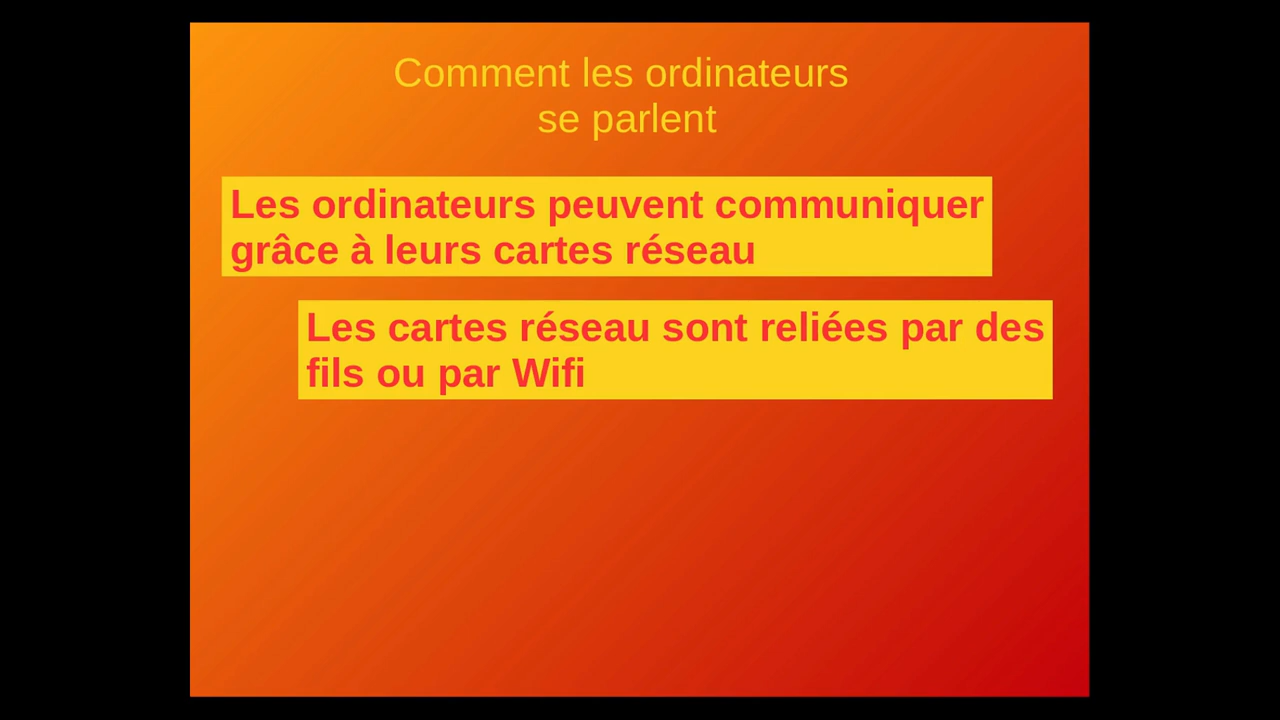 Comment les ordinateurs
se parlent
Les ordinateurs peuvent communiquer
grâce à leurs cartes réseau
Les cartes réseau sont reliées par des
fils ou par Wifi